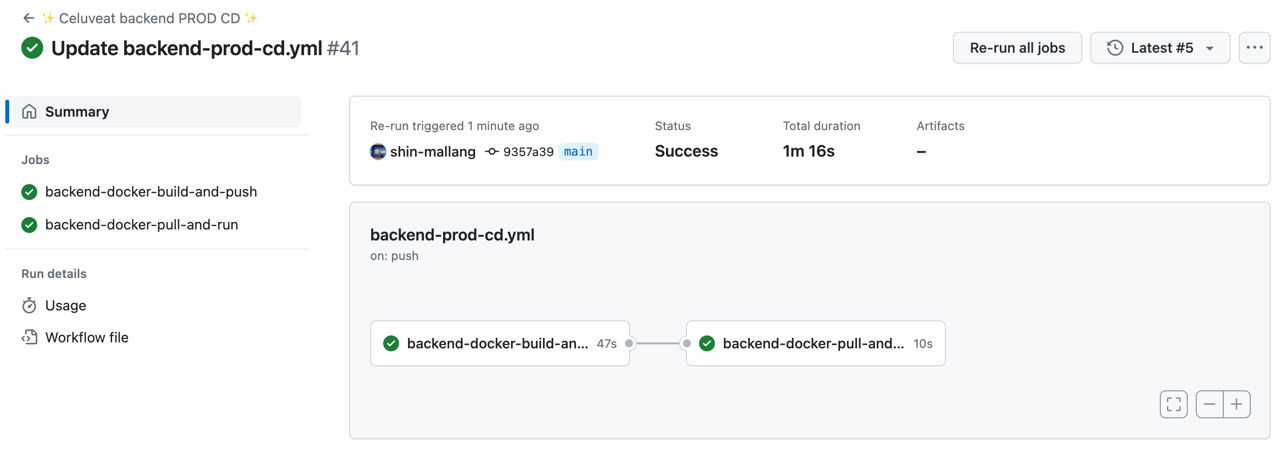 ← ✨ Celuveat backend PROD CD ✨
Update backend-prod-cd.yml #41
Re-run all jobs
Latest #5
Summary
Jobs
backend-docker-build-and-push
backend-docker-pull-and-run
Run details
Usage
Workflow file
Re-run triggered 1 minute ago
shin-mallang 9357a39 main
Status
Success
Total duration
1m 16s
Artifacts
–
backend-prod-cd.yml
on: push
backend-docker-build-an... 47s
backend-docker-pull-and... 10s